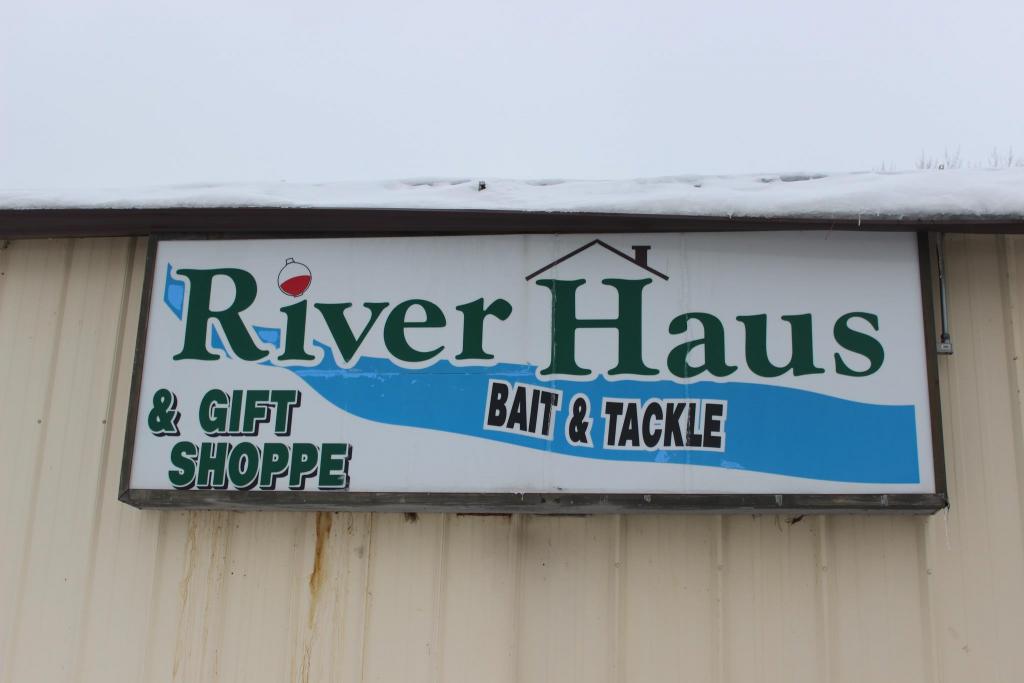 River Haus
BAIT & TACKLE
& GIFT
SHOPPE